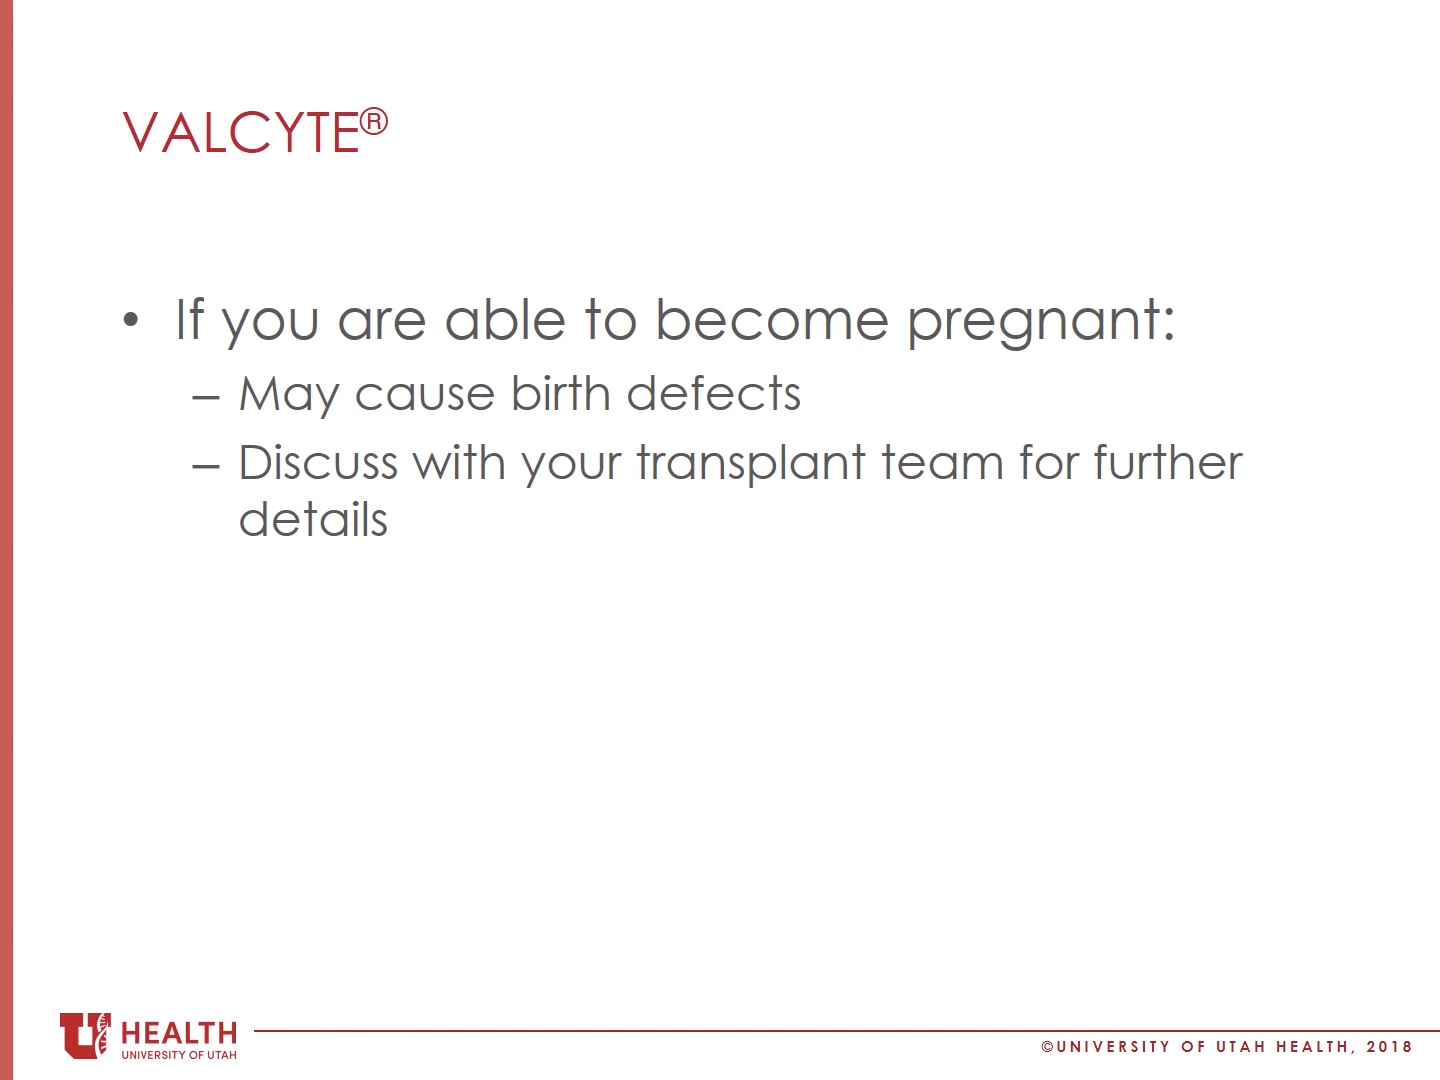 VALCYTE®
• If you are able to become pregnant:
– May cause birth defects
– Discuss with your transplant team for further
details
U HEALTH
UNIVERSITY OF UTAH
©UNIVERSITY OF UTAH HEALTH, 2018